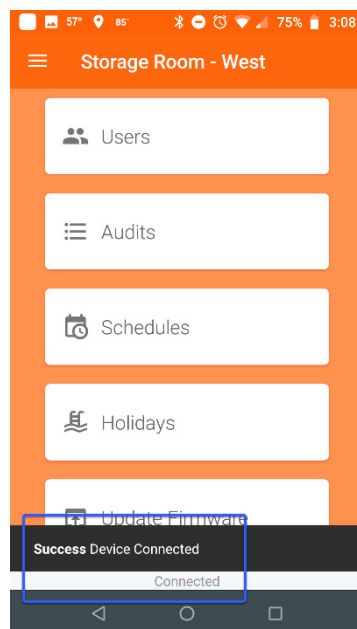 57° 85° 75% 3:08
Storage Room - West
Users
Audits
Schedules
Holidays
Update Firmware
Success Device Connected
Connected